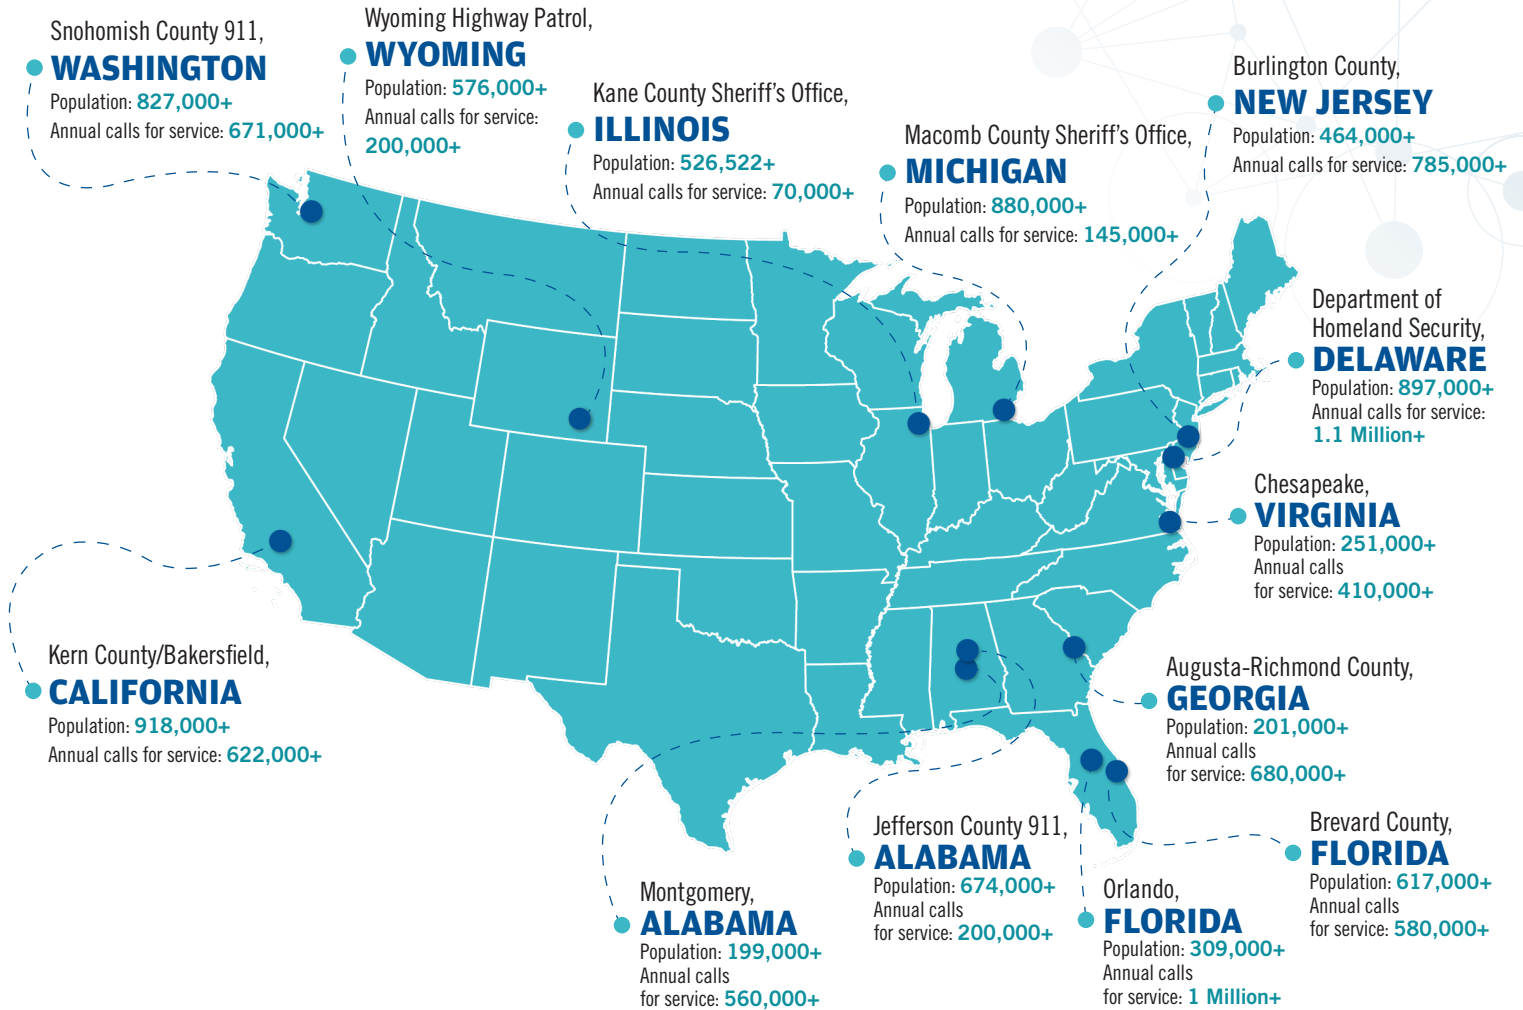 Snohomish County 911,
WASHINGTON
Population: 827,000+
Annual calls for service: 671,000+
Wyoming Highway Patrol,
WYOMING
Population: 576,000+
Annual calls for service:
200,000+
Kane County Sheriff's Office,
ILLINOIS
Population: 526,522+
Annual calls for service: 70,000+
Macomb County Sheriff's Office,
MICHIGAN
Population: 880,000+
Annual calls for service: 145,000+
Burlington County,
NEW JERSEY
Population: 464,000+
Annual calls for service: 785,000+
Department of
Homeland Security,
DELAWARE
Population: 897,000+
Annual calls for service:
1.1 Million+
Chesapeake,
VIRGINIA
Population: 251,000+
Annual calls
for service: 410,000+
Kern County/Bakersfield,
CALIFORNIA
Population: 918,000+
Annual calls for service: 622,000+
Augusta-Richmond County,
GEORGIA
Population: 201,000+
Annual calls
for service: 680,000+
Montgomery,
ALABAMA
Population: 199,000+
Annual calls
for service: 560,000+
Jefferson County 911,
ALABAMA
Population: 674,000+
Annual calls
for service: 200,000+
Orlando,
FLORIDA
Population: 309,000+
Annual calls
for service: 1 Million+
Brevard County,
FLORIDA
Population: 617,000+
Annual calls
for service: 580,000+